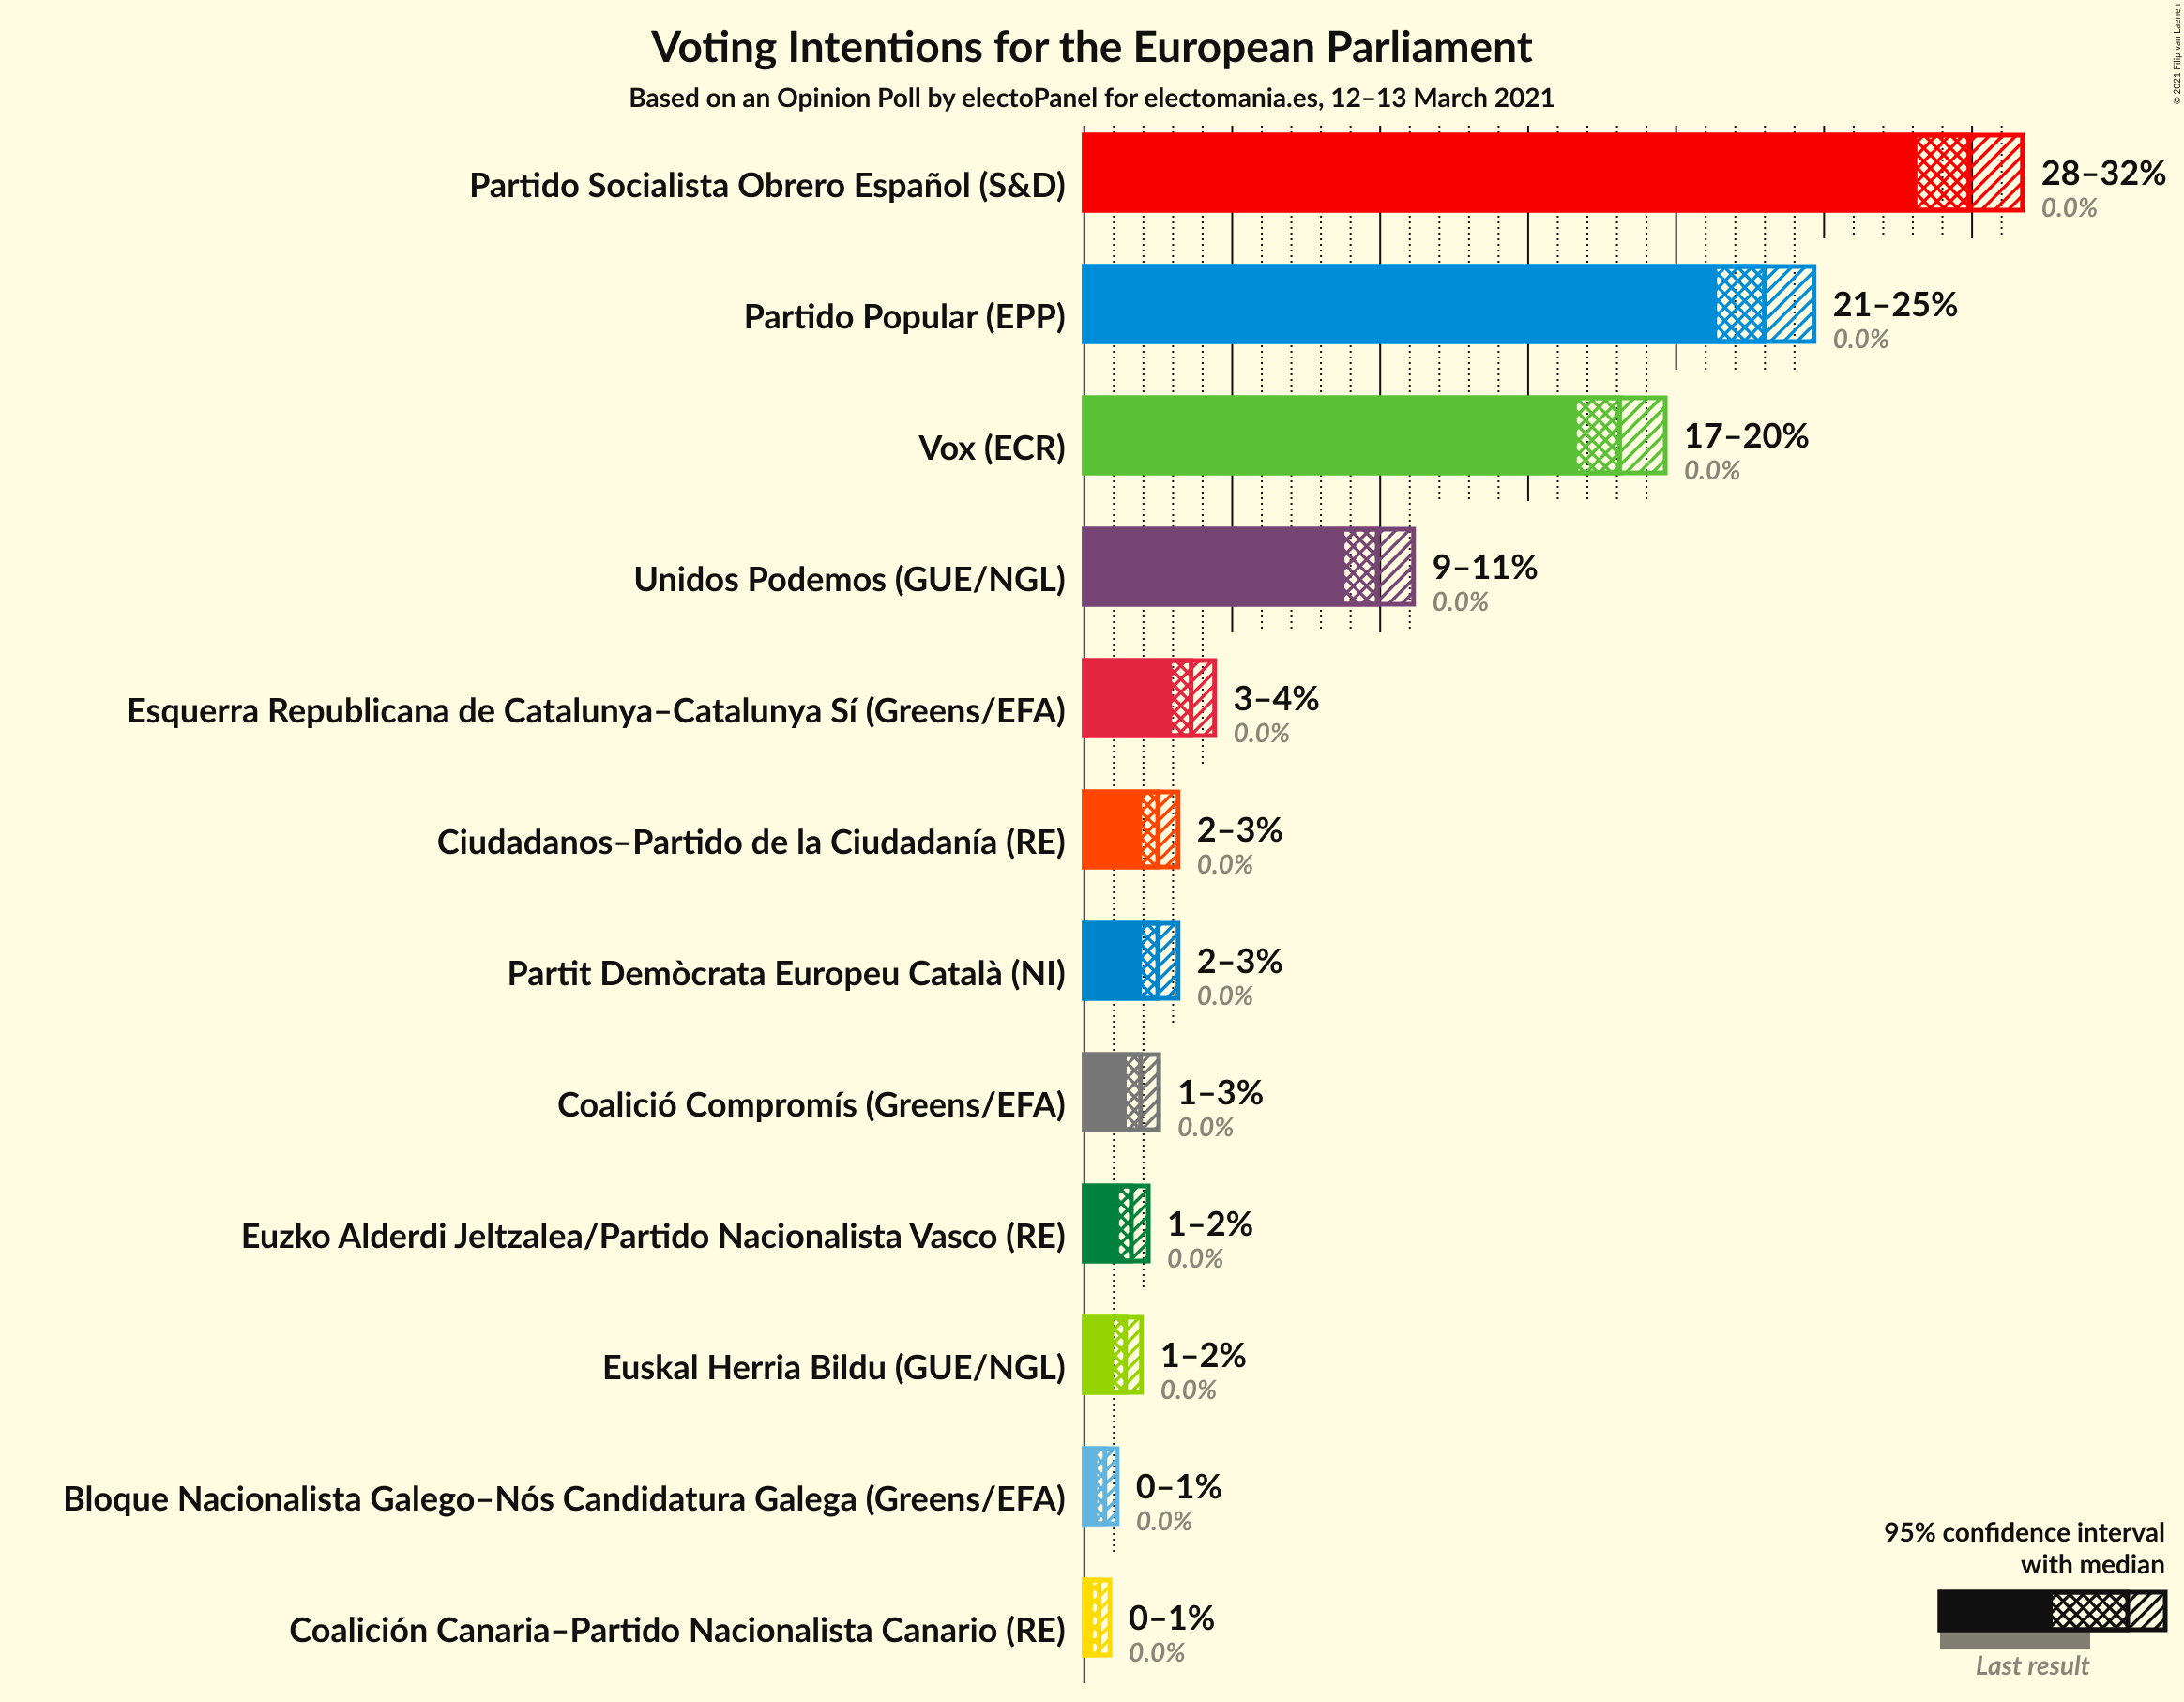 Voting Intentions for the European Parliament
Based on an Opinion Poll by electoPanel for electomania.es, 12–13 March 2021
© 2021 Filip van Laenen
Partido Socialista Obrero Español (S&D)
28–32%
0.0%
Partido Popular (EPP)
21–25%
0.0%
Vox (ECR)
17–20%
0.0%
Unidos Podemos (GUE/NGL)
9–11%
0.0%
Esquerra Republicana de Catalunya–Catalunya Sí (Greens/EFA)
3–4%
0.0%
Ciudadanos–Partido de la Ciudadanía (RE)
2–3%
0.0%
Partit Demòcrata Europeu Català (NI)
2–3%
0.0%
Coalició Compromís (Greens/EFA)
1–3%
0.0%
Euzko Alderdi Jeltzalea/Partido Nacionalista Vasco (RE)
1–2%
0.0%
Euskal Herria Bildu (GUE/NGL)
1–2%
0.0%
Bloque Nacionalista Galego–Nós Candidatura Galega (Greens/EFA)
0–1%
0.0%
Coalición Canaria–Partido Nacionalista Canario (RE)
0–1%
0.0%
95% confidence interval
with median
Last result